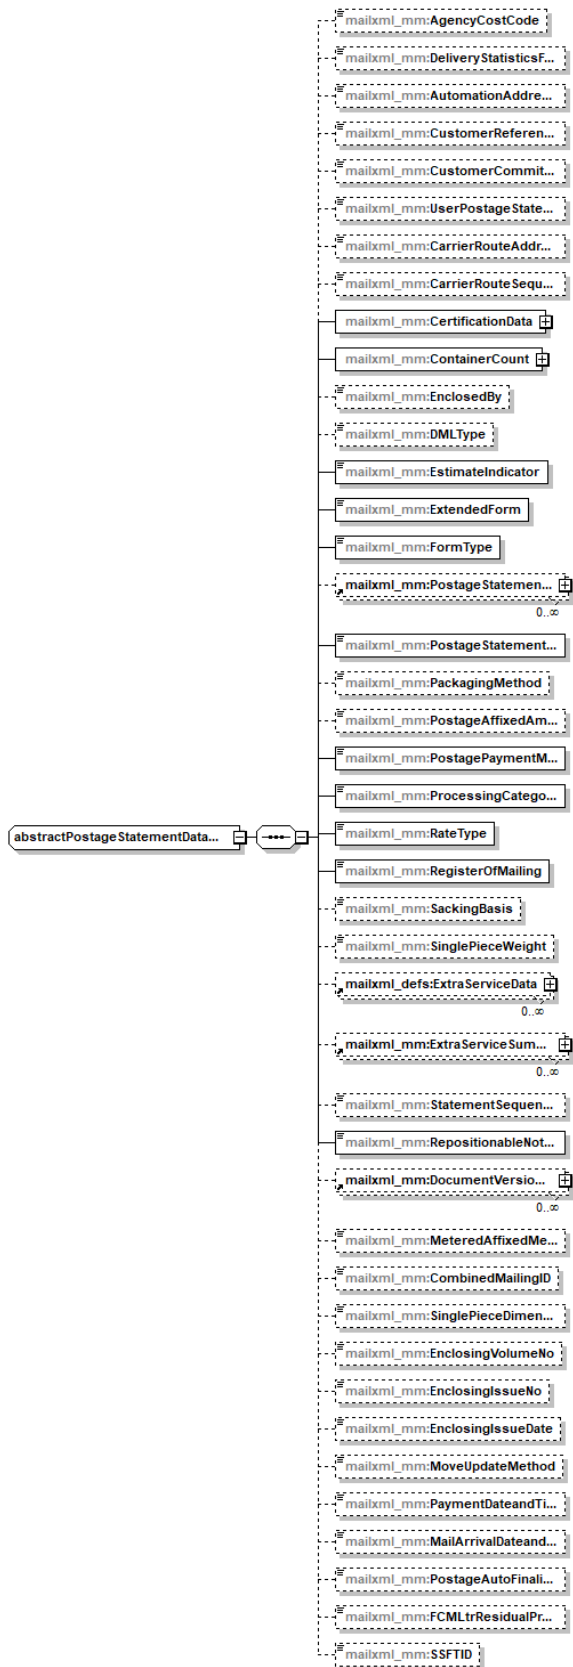 mailxml_mm:AgencyCostCode
mailxml_mm:DeliveryStatisticsF...
mailxml_mm:AutomationAddre...
mailxml_mm:CustomerReferen...
mailxml_mm:CustomerCommit...
mailxml_mm:UserPostageState...
mailxml_mm:CarrierRouteAddr...
mailxml_mm:CarrierRouteSequ...
mailxml_mm:CertificationData
mailxml_mm:ContainerCount
mailxml_mm:EnclosedBy
mailxml_mm:DMLType
mailxml_mm:EstimateIndicator
mailxml_mm:ExtendedForm
mailxml_mm:FormType
mailxml_mm:PostageStatemen...
0..∞
mailxml_mm:PostageStatement...
mailxml_mm:PackagingMethod
mailxml_mm:PostageAffixedAm...
mailxml_mm:PostagePaymentM...
mailxml_mm:ProcessingCatego...
abstractPostageStatementData...
mailxml_mm:RateType
mailxml_mm:RegisterOfMailing
mailxml_mm:SackingBasis
mailxml_mm:SinglePieceWeight
mailxml_defs:ExtraServiceData
0..∞
mailxml_mm:ExtraServiceSum...
0..∞
mailxml_mm:StatementSequen...
mailxml_mm:RepositionableNot...
mailxml_mm:DocumentVersio...
0..∞
mailxml_mm:MeteredAffixedMe...
mailxml_mm:CombinedMailingID
mailxml_mm:SinglePieceDimen...
mailxml_mm:EnclosingVolumeNo
mailxml_mm:EnclosingIssueNo
mailxml_mm:EnclosingIssueDate
mailxml_mm:MoveUpdateMethod
mailxml_mm:PaymentDateandTi...
mailxml_mm:MailArrivalDateand...
mailxml_mm:PostageAutoFinali...
mailxml_mm:FCMLtrResidualPr...
mailxml_mm:SSFTID